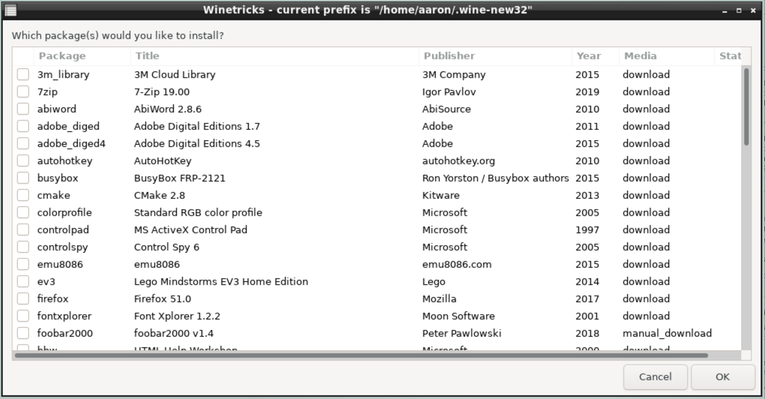 Winetricks - current prefix is "/home/aaron/.wine-new32"
Which package(s) would you like to install?
Package Title Publisher Year Media Stat
3m_library 3M Cloud Library 3M Company 2015 download
7zip 7-Zip 19.00 Igor Pavlov 2019 download
abiword AbiWord 2.8.6 AbiSource 2010 download
adobe_diged Adobe Digital Editions 1.7 Adobe 2011 download
adobe_diged4 Adobe Digital Editions 4.5 Adobe 2015 download
autohotkey AutoHotKey autohotkey.org 2010 download
busybox BusyBox FRP-2121 Ron Yorston / Busybox authors 2015 download
cmake CMake 2.8 Kitware 2013 download
colorprofile Standard RGB color profile Microsoft 2005 download
controlpad MS ActiveX Control Pad Microsoft 1997 download
controlspy Control Spy 6 Microsoft 2005 download
emu8086 emu8086 emu8086.com 2015 download
ev3 Lego Mindstorms EV3 Home Edition Lego 2014 download
firefox Firefox 51.0 Mozilla 2017 download
fontxplorer Font Xplorer 1.2.2 Moon Software 2001 download
foobar2000 foobar2000 v1.4 Peter Pawlowski 2018 manual_download
HTML Help Workshop Microsoft 2000 download
Cancel OK